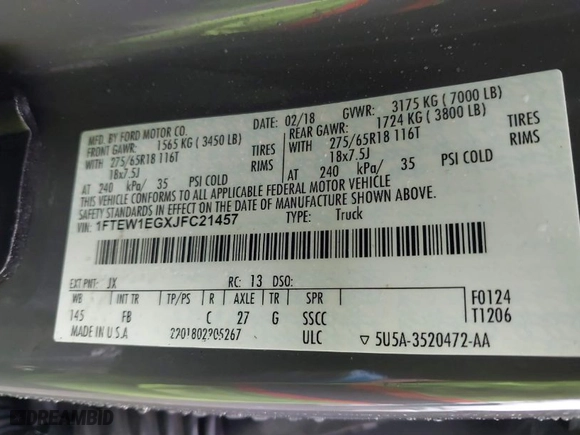 MFD. BY FORD MOTOR CO.
DATE: 02/18 GVWR: 3175 KG ( 7000 LB)
FRONT GAWR: 1565 KG ( 3450 LB)
REAR GAWR: 1724 KG ( 3800 LB)
WITH 275/65R18 116T TIRES
WITH 275/65R18 116T TIRES
18x7.5J RIMS
18x7.5J RIMS
AT 240 kPa/ 35 PSI COLD
AT 240 kPa/ 35 PSI COLD
THIS VEHICLE CONFORMS TO ALL APPLICABLE FEDERAL MOTOR VEHICLE
SAFETY STANDARDS IN EFFECT ON THE DATE OF MANUFACTURE SHOWN ABOVE.
VIN: 1FTEW1EGXJFC21457
TYPE: Truck
EXT PNT: JX RC: 13 DSO:
WB INT TR TP/PS R AXLE TR SPR
145 FB C 27 G SSCC
F0124
T1206
MADE IN U.S.A 2201802205267 ULC
▽ 5U5A-3520472-AA
EZDREAMBID